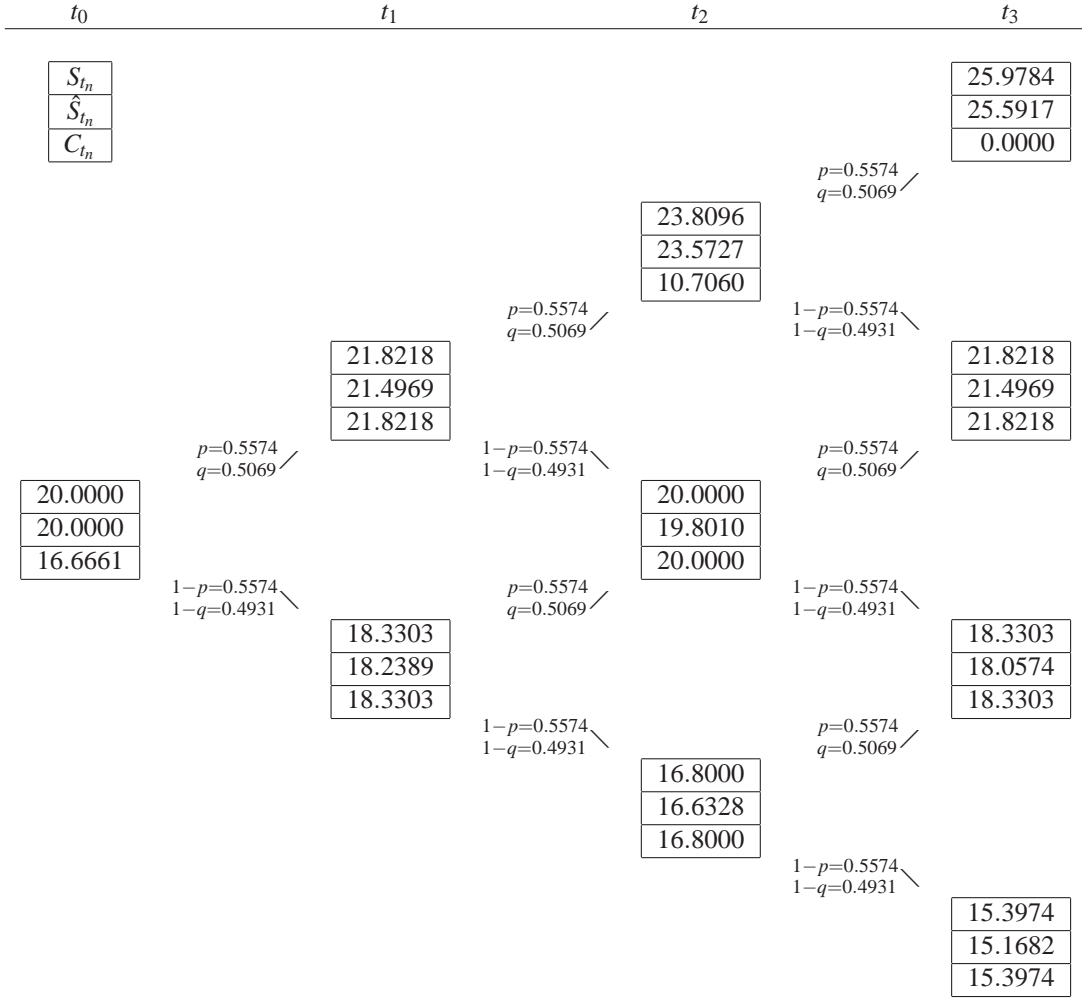 t0 t1 t2 t3
Stn 25.9784
Ŝtn 25.5917
Ctn 0.0000
p=0.5574
q=0.5069
23.8096
23.5727
10.7060
p=0.5574 1−p=0.5574
q=0.5069 1−q=0.4931
21.8218 21.8218
21.4969 21.4969
21.8218 21.8218
p=0.5574 1−p=0.5574 p=0.5574
q=0.5069 1−q=0.4931 q=0.5069
20.0000 20.0000
20.0000 19.8010
16.6661 20.0000
1−p=0.5574 p=0.5574 1−p=0.5574
1−q=0.4931 q=0.5069 1−q=0.4931
18.3303 18.3303
18.2389 18.0574
18.3303 18.3303
1−p=0.5574 p=0.5574
1−q=0.4931 q=0.5069
16.8000
16.6328
16.8000
1−p=0.5574
1−q=0.4931
15.3974
15.1682
15.3974